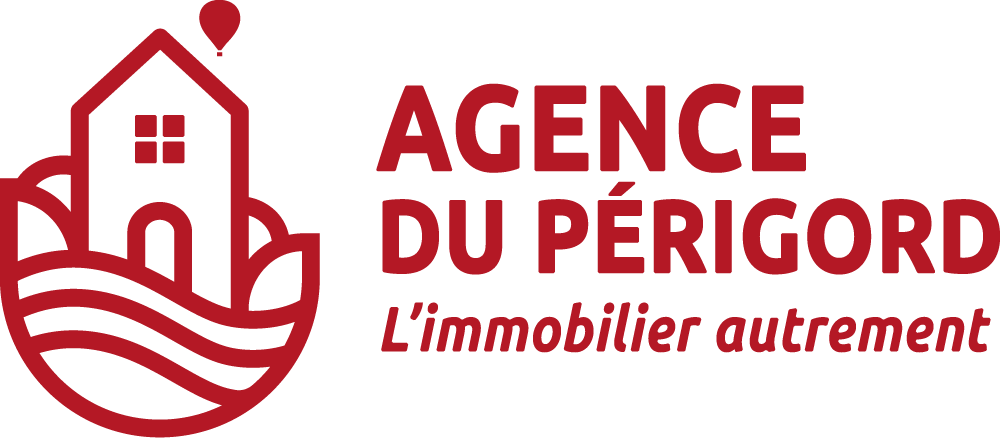 AGENCE
DU PÉRIGORD
L'immobilier autrement